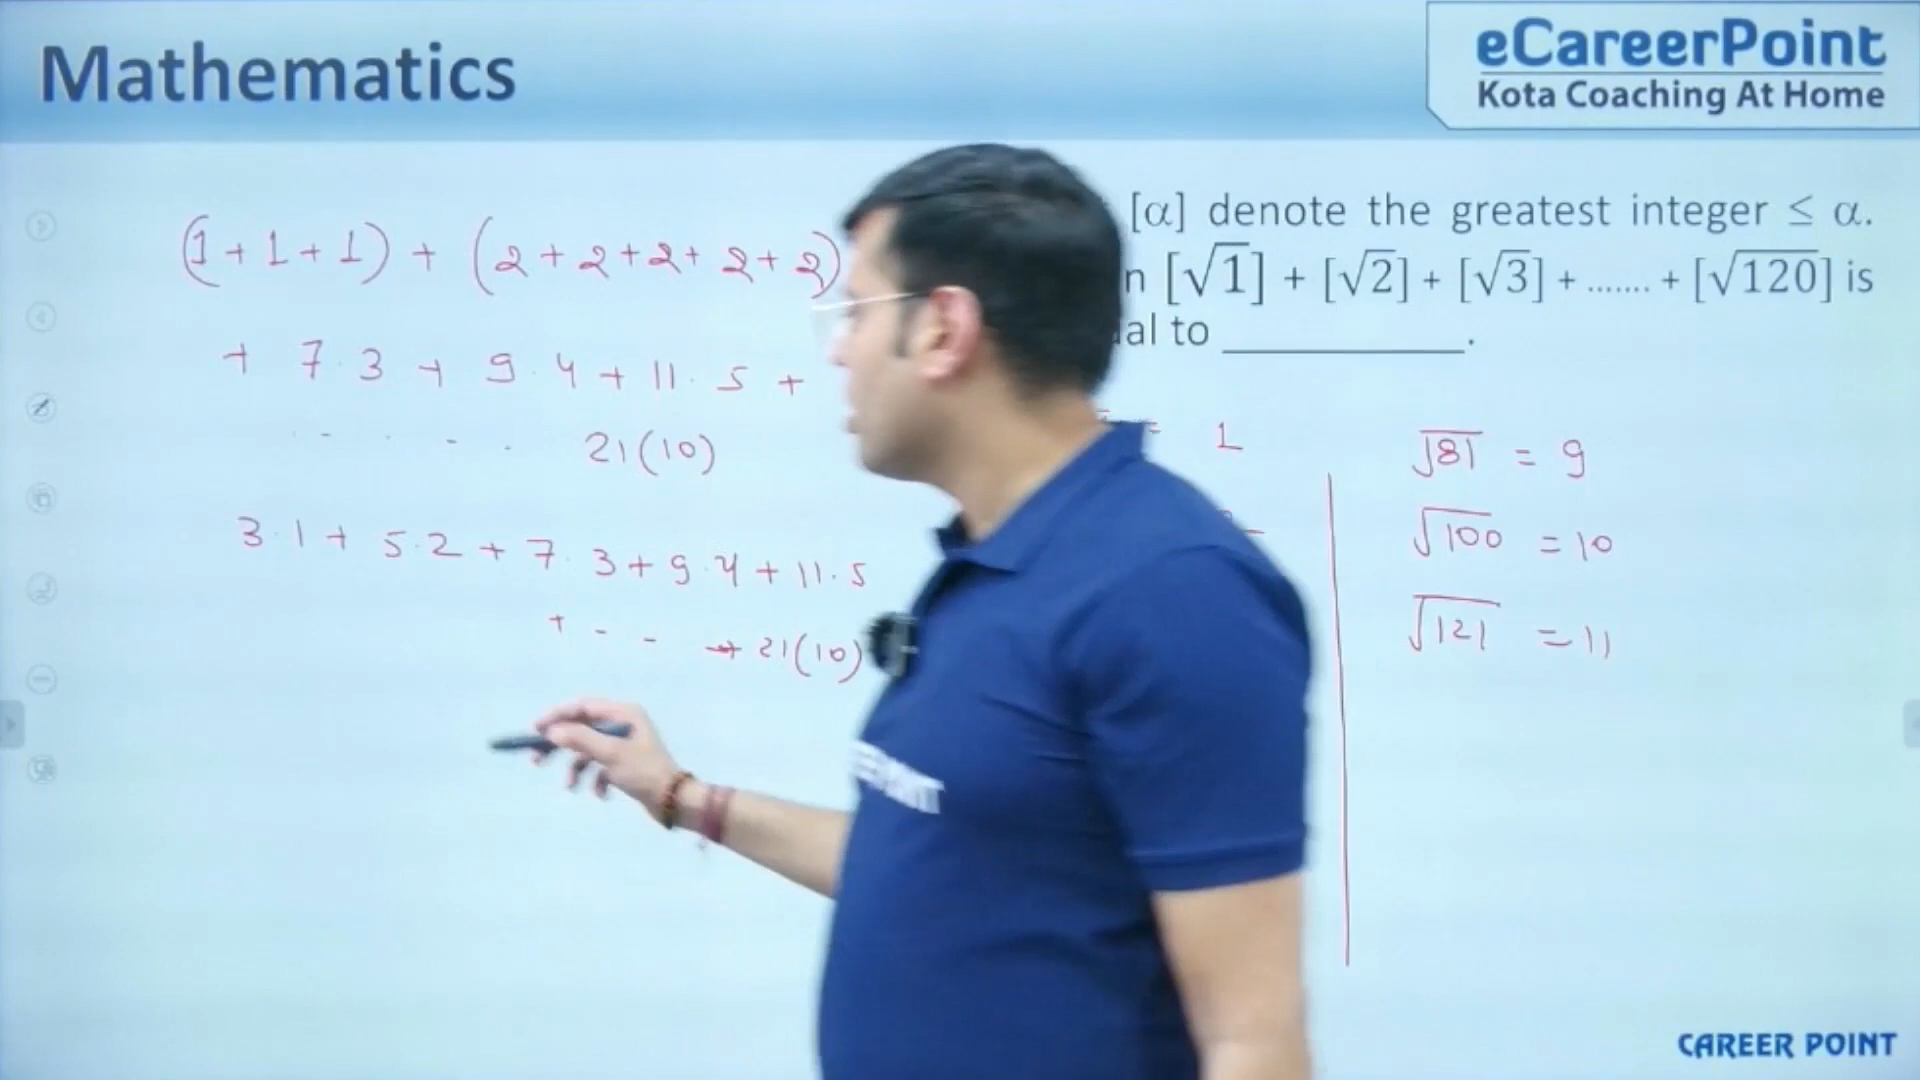 Mathematics
eCareerPoint
Kota Coaching At Home
[α] denote the greatest integer ≤ α.
n [√1] + [√2] + [√3] + ....... + [√120] is
al to ___________.
(1 + 1 + 1) + (2 + 2 + 2 + 2 + 2)
+ 7.3 + 9.4 + 11.5 +
21(10)
3.1 + 5.2 + 7.3 + 9.4 + 11.5
+ - - + 21(10)
= 1
√81 = 9
√100 = 10
√121 = 11
CAREER POINT